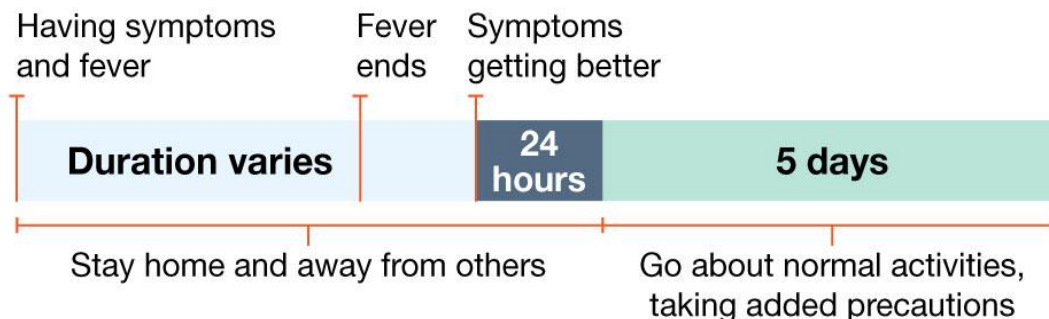 Having symptoms
and fever
Fever
ends
Symptoms
getting better
Duration varies
24
hours
5 days
Stay home and away from others
Go about normal activities,
taking added precautions